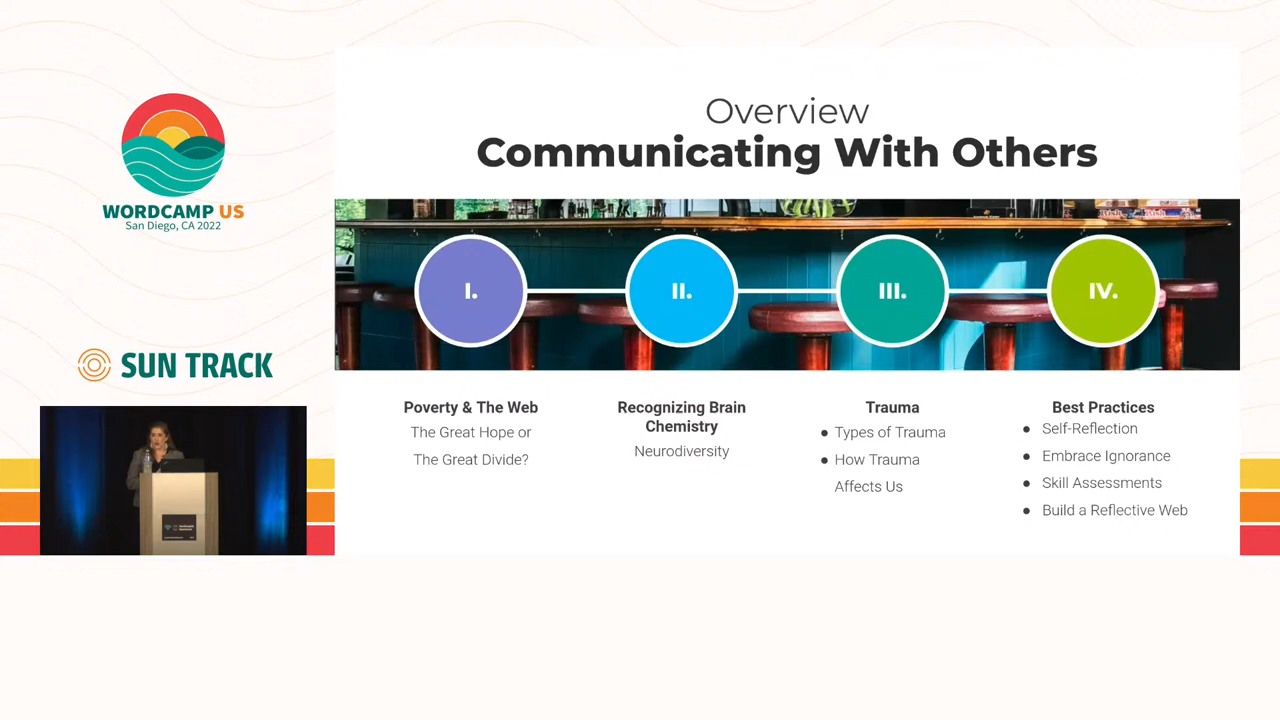 WORDCAMP US
San Diego, CA 2022
SUN TRACK
Overview
Communicating With Others
I.
II.
III.
IV.
Poverty & The Web
The Great Hope or
The Great Divide?
Recognizing Brain
Chemistry
Neurodiversity
Trauma
● Types of Trauma
● How Trauma
Affects Us
Best Practices
● Self-Reflection
● Embrace Ignorance
● Skill Assessments
● Build a Reflective Web